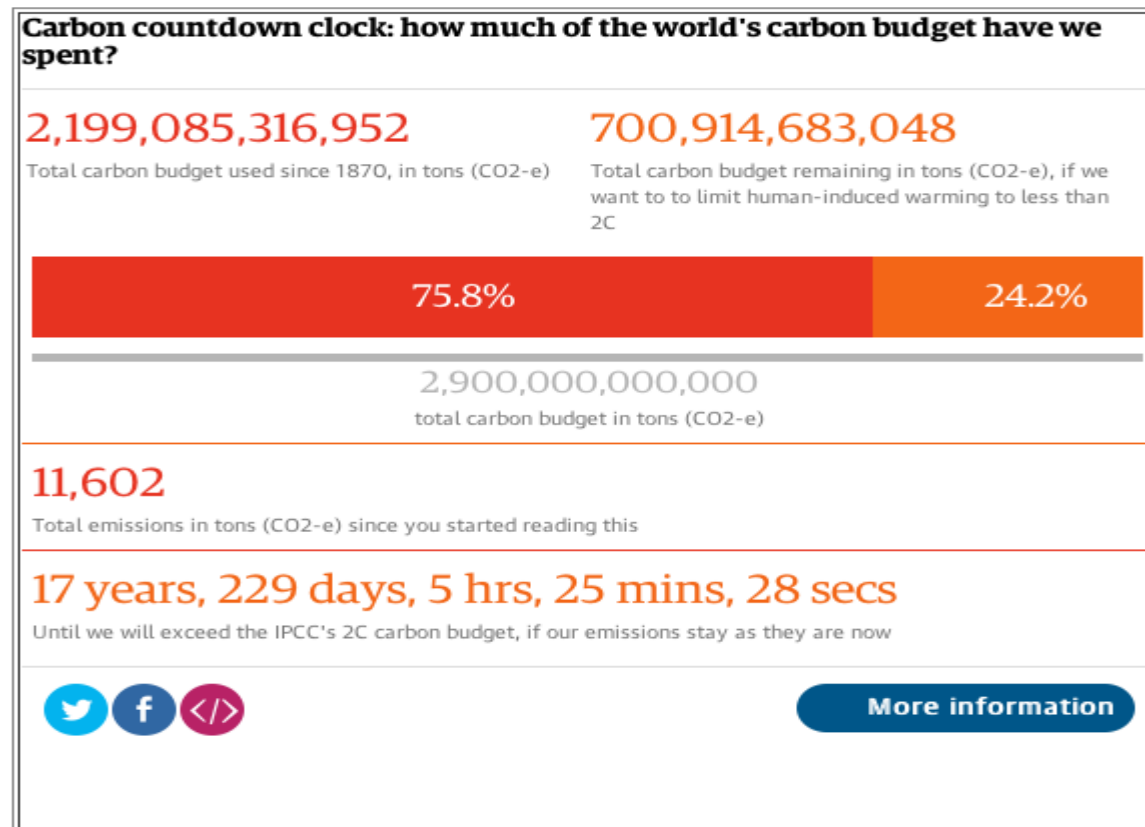 Carbon countdown clock: how much of the world's carbon budget have we
spent?
2,199,085,316,952
Total carbon budget used since 1870, in tons (CO2-e)
700,914,683,048
Total carbon budget remaining in tons (CO2-e), if we
want to to limit human-induced warming to less than
2C
75.8%
24.2%
2,900,000,000,000
total carbon budget in tons (CO2-e)
11,602
Total emissions in tons (CO2-e) since you started reading this
17 years, 229 days, 5 hrs, 25 mins, 28 secs
Until we will exceed the IPCC's 2C carbon budget, if our emissions stay as they are now
f </>
More information